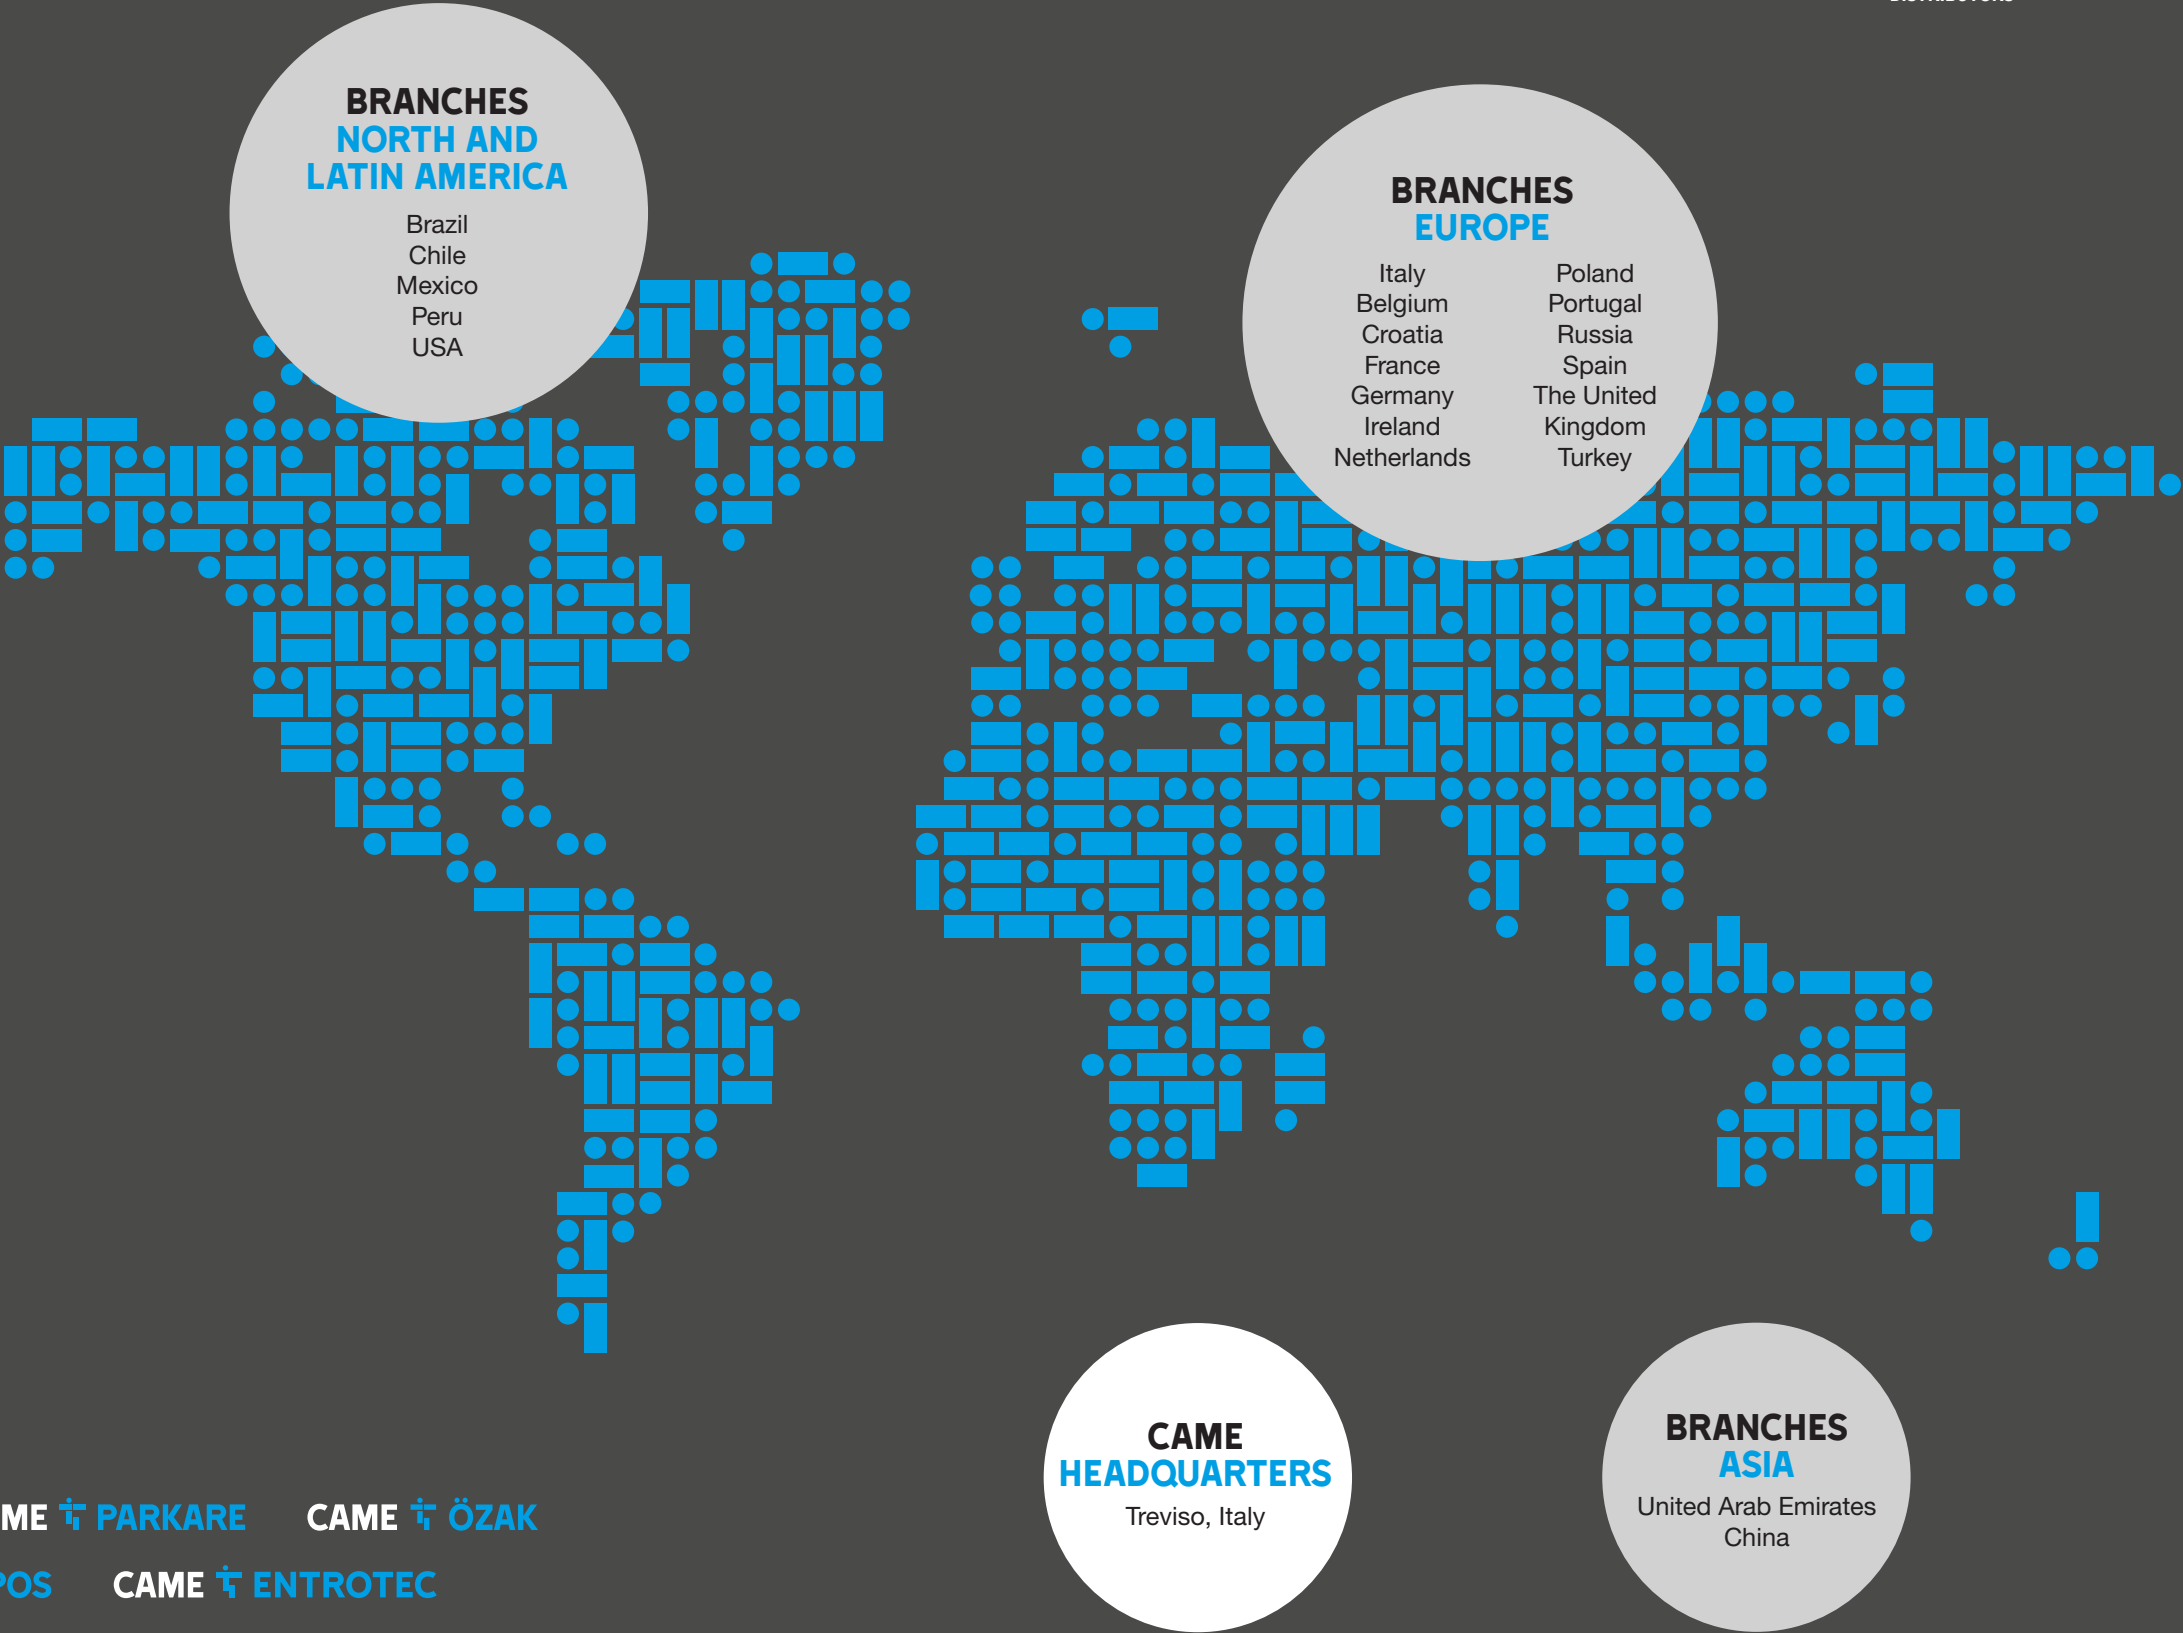 BRANCHES
NORTH AND
LATIN AMERICA
Brazil
Chile
Mexico
Peru
USA
BRANCHES
EUROPE
Italy
Belgium
Croatia
France
Germany
Ireland
Netherlands
Poland
Portugal
Russia
Spain
The United
Kingdom
Turkey
CAME
HEADQUARTERS
Treviso, Italy
BRANCHES
ASIA
United Arab Emirates
China
ME PARKARE CAME ÖZAK
POS CAME ENTROTEC